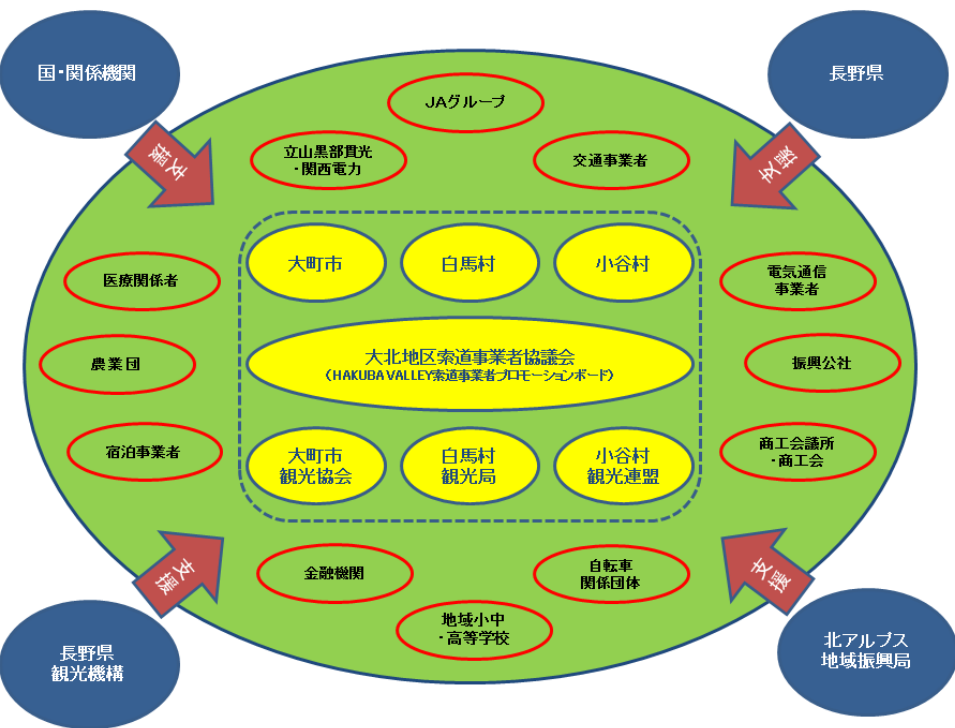 国・関係機関
長野県
JAグループ
支援
支援
立山黒部貫光
・関西電力
交通事業者
大町市
白馬村
小谷村
医療関係者
電気通信
事業者
大北地区索道事業者協議会
（HAKUBA VALLEY索道事業者プロモーションボード）
農業団
振興公社
宿泊事業者
商工会議所
・商工会
大町市
観光協会
白馬村
観光局
小谷村
観光連盟
支援
支援
金融機関
自転車
関係団体
地域小中
・高等学校
長野県
観光機構
北アルプス
地域振興局